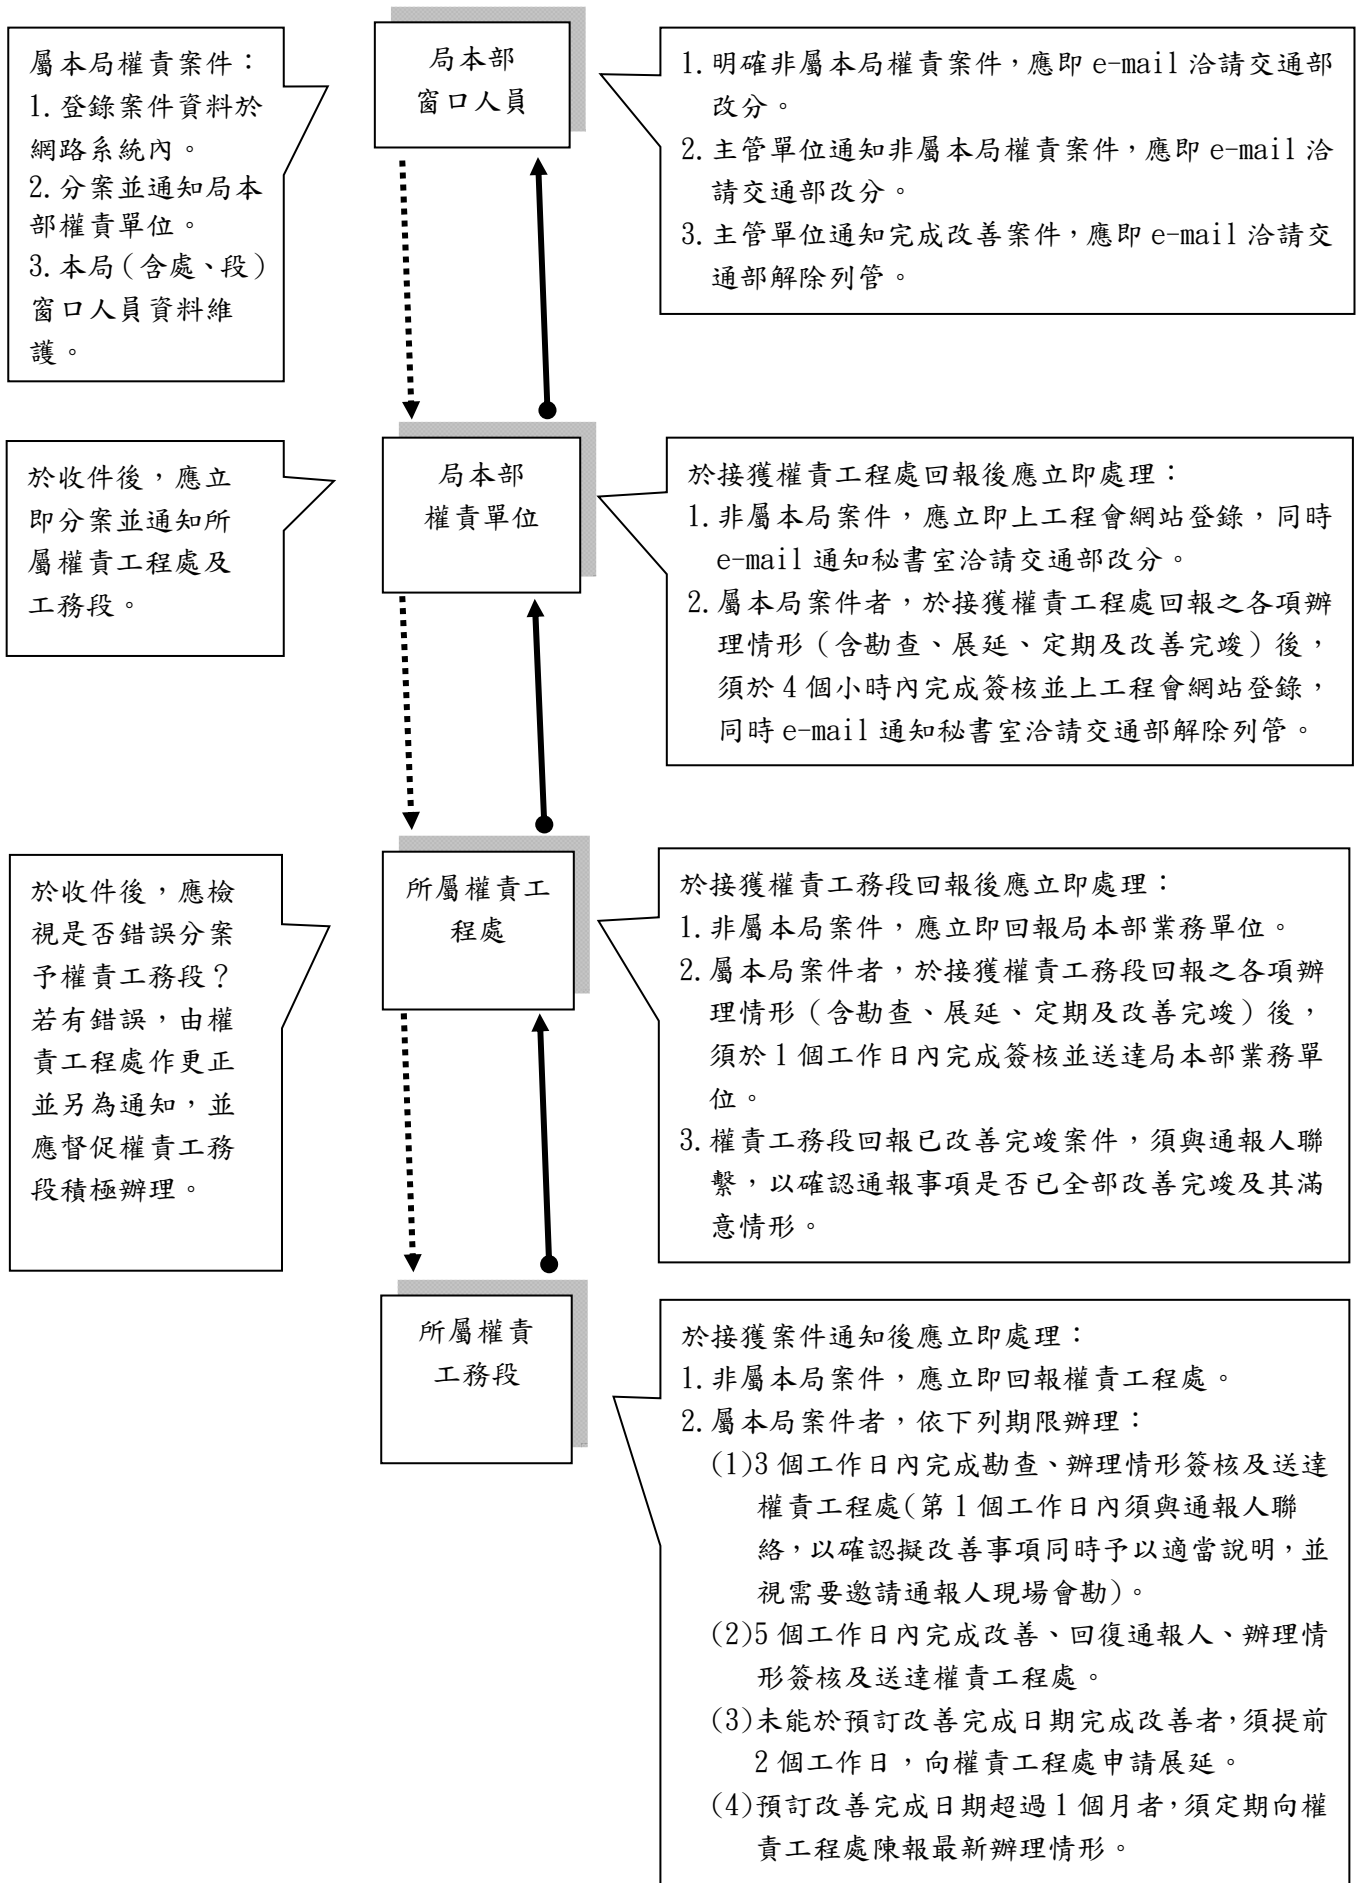 屬本局權責案件：
1.登錄案件資料於
網路系統內。
2.分案並通知局本
部權責單位。
3.本局(含處、段)
窗口人員資料維
護。
局本部
窗口人員
1.明確非屬本局權責案件，應即 e-mail 洽請交通部
改分。
2.主管單位通知非屬本局權責案件，應即 e-mail 洽
請交通部改分。
3.主管單位通知完成改善案件，應即 e-mail 洽請交
通部解除列管。
於收件後，應立
即分案並通知所
屬權責工程處及
工務段。
局本部
權責單位
於接獲權責工程處回報後應立即處理：
1.非屬本局案件，應立即上工程會網站登錄，同時
e-mail 通知秘書室洽請交通部改分。
2.屬本局案件者，於接獲權責工程處回報之各項辦
理情形（含勘查、展延、定期及改善完竣）後，
須於 4 個小時內完成簽核並上工程會網站登錄，
同時 e-mail 通知秘書室洽請交通部解除列管。
於收件後，應檢
視是否錯誤分案
予權責工務段？
若有錯誤，由權
責工程處作更正
並另為通知，並
應督促權責工務
段積極辦理。
所屬權責工
程處
於接獲權責工務段回報後應立即處理：
1.非屬本局案件，應立即回報局本部業務單位。
2.屬本局案件者，於接獲權責工務段回報之各項辦
理情形（含勘查、展延、定期及改善完竣）後，
須於 1 個工作日內完成簽核並送達局本部業務單
位。
3.權責工務段回報已改善完竣案件，須與通報人聯
繫，以確認通報事項是否已全部改善完竣及其滿
意情形。
所屬權責
工務段
於接獲案件通知後應立即處理：
1.非屬本局案件，應立即回報權責工程處。
2.屬本局案件者，依下列期限辦理：
(1)3 個工作日內完成勘查、辦理情形簽核及送達
權責工程處(第 1 個工作日內須與通報人聯
絡，以確認擬改善事項同時予以適當說明，並
視需要邀請通報人現場會勘)。
(2)5 個工作日內完成改善、回復通報人、辦理情
形簽核及送達權責工程處。
(3)未能於預訂改善完成日期完成改善者，須提前
2 個工作日，向權責工程處申請展延。
(4)預訂改善完成日期超過 1 個月者，須定期向權
責工程處陳報最新辦理情形。